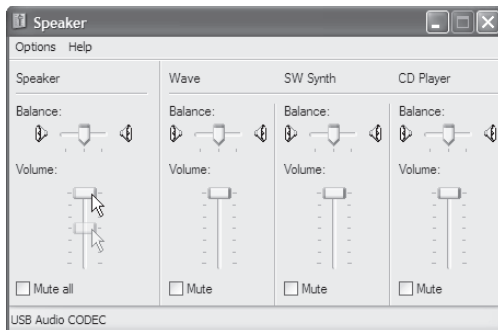 Speaker
Options Help
Speaker Wave SW Synth CD Player
Balance: Balance: Balance: Balance:
Volume: Volume: Volume: Volume:
Mute all Mute Mute Mute
USB Audio CODEC